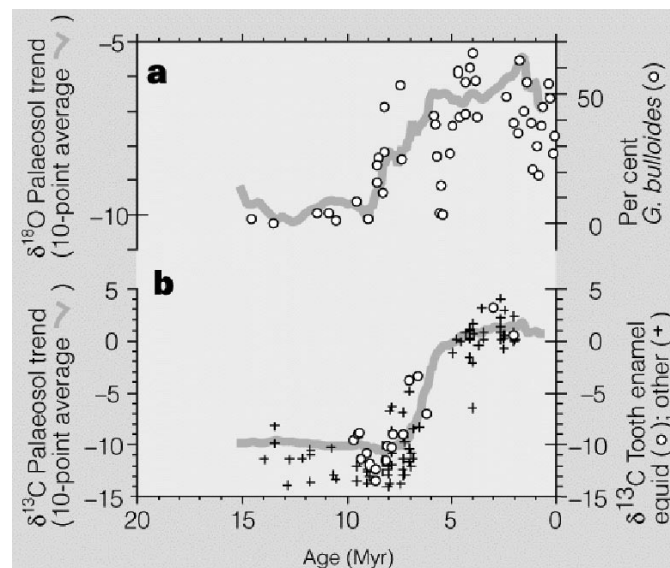 a
δ18O Palaeosol trend
(10-point average )
−5
−10
50
0
Per cent
G. bulloides (o)
b
δ13C Palaeosol trend
(10-point average )
5
0
−5
−10
−15
5
0
−5
−10
−15
δ13C Tooth enamel
equid (o); other (+)
20 15 10 5 0
Age (Myr)